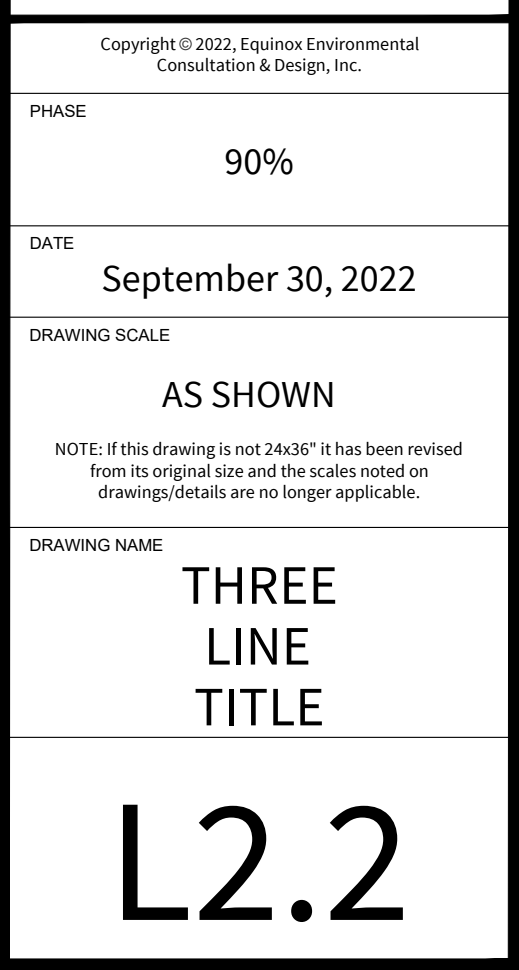 Copyright © 2022, Equinox Environmental
Consultation & Design, Inc.
PHASE
90%
DATE
September 30, 2022
DRAWING SCALE
AS SHOWN
NOTE: If this drawing is not 24x36" it has been revised
from its original size and the scales noted on
drawings/details are no longer applicable.
DRAWING NAME
THREE
LINE
TITLE
L2.2